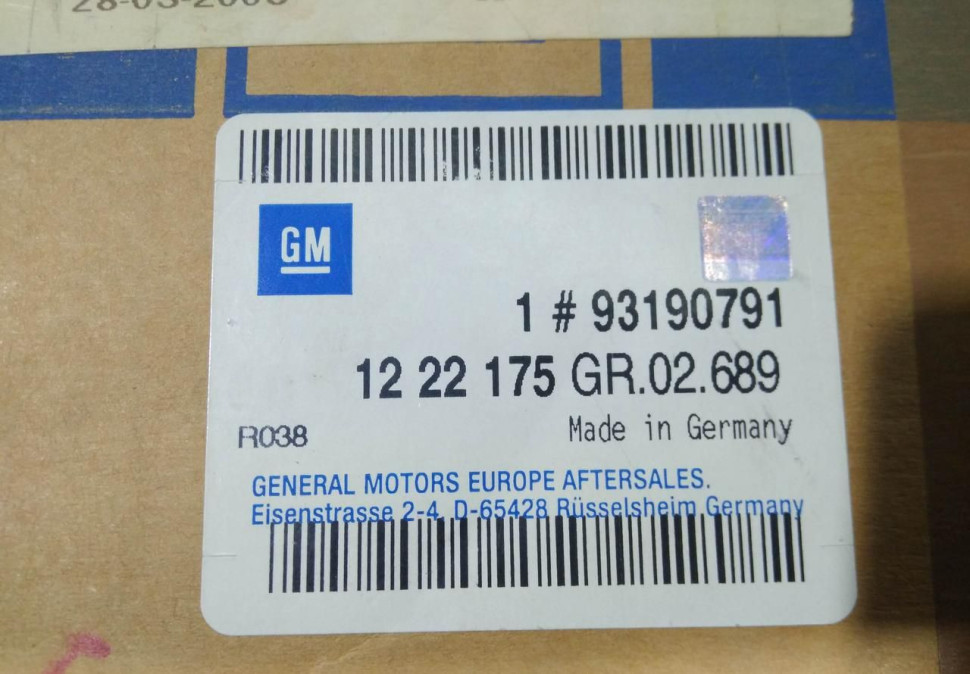 GM
1 # 93190791
12 22 175 GR.02.689
R038
Made in Germany
GENERAL MOTORS EUROPE AFTERSALES.
Eisenstrasse 2-4, D-65428 Rüsselsheim Germany